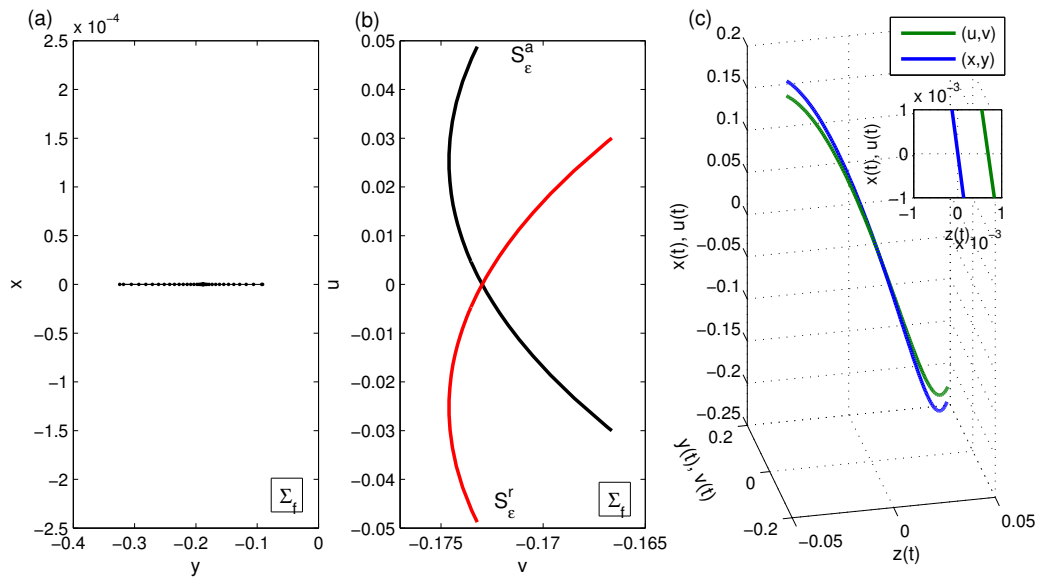 (a)
x 10⁻⁴
2.5
2
1.5
1
0.5
0
−0.5
−1
−1.5
−2
−2.5
−0.4
−0.3
−0.2
−0.1
0
x
y
Σ_f
(b)
0.05
0.04
0.03
0.02
0.01
0
−0.01
−0.02
−0.03
−0.04
−0.05
−0.175
−0.17
−0.165
u
v
S_ε^a
S_ε^r
Σ_f
(c)
0.2
0.15
0.1
0.05
0
−0.05
−0.1
−0.15
−0.2
−0.25
x(t), u(t)
0.2
0
−0.2
y(t), v(t)
−0.05
0
0.05
z(t)
(u,v)
(x,y)
x 10⁻³
1
0
−1
x(t), u(t)
−1
0
1
z(t)
x 10⁻³